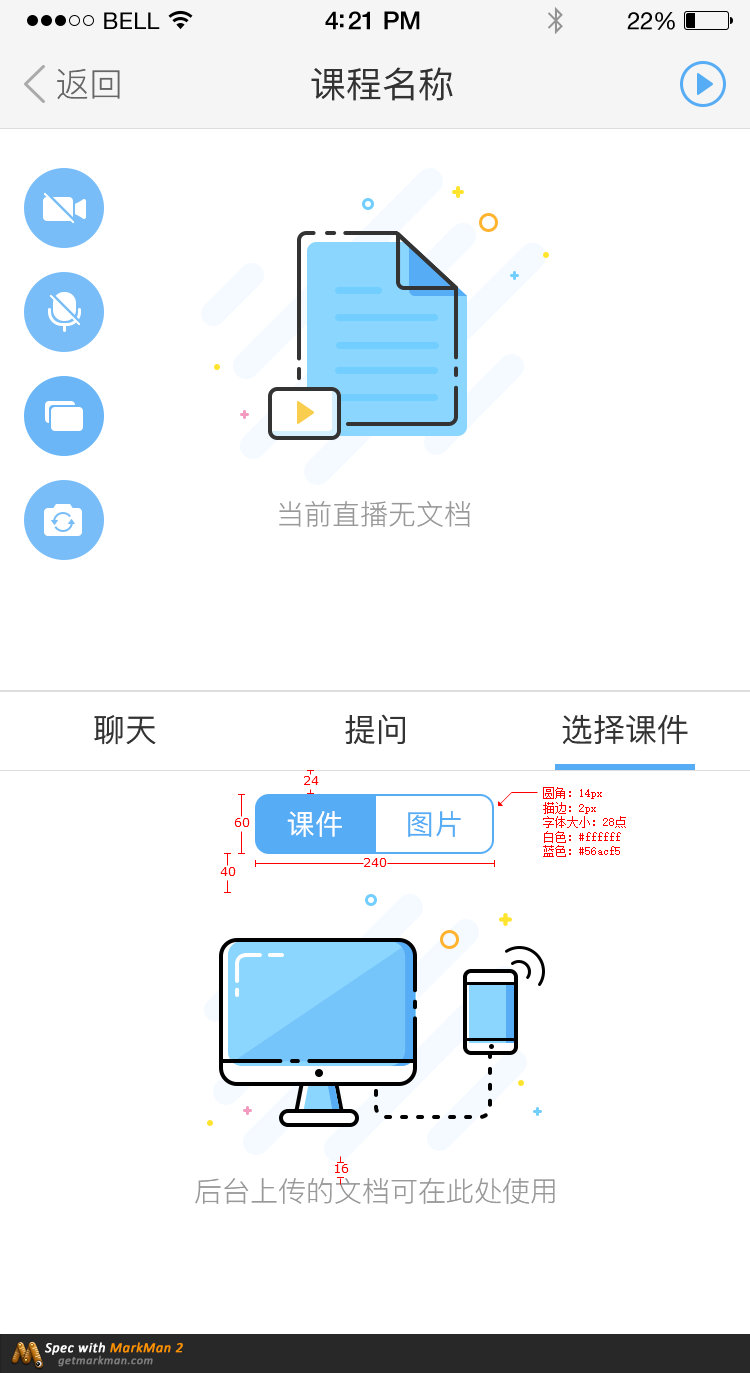 BELL 4:21 PM 22%
返回 课程名称
当前直播无文档
聊天 提问 选择课件
24
60 课件 图片
圆角: 14px
描边: 2px
字体大小: 28点
白色: #ffffff
蓝色: #56acf5
240
40
16
后台上传的文档可在此处使用
Spec with MarkMan 2
getmarkman.com